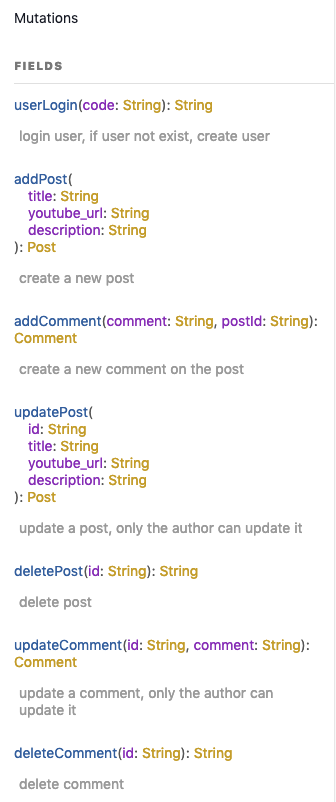 Mutations
FIELDS
userLogin(code: String): String
login user, if user not exist, create user
addPost(
title: String
youtube_url: String
description: String
): Post
create a new post
addComment(comment: String, postId: String):
Comment
create a new comment on the post
updatePost(
id: String
title: String
youtube_url: String
description: String
): Post
update a post, only the author can update it
deletePost(id: String): String
delete post
updateComment(id: String, comment: String):
Comment
update a comment, only the author can
update it
deleteComment(id: String): String
delete comment